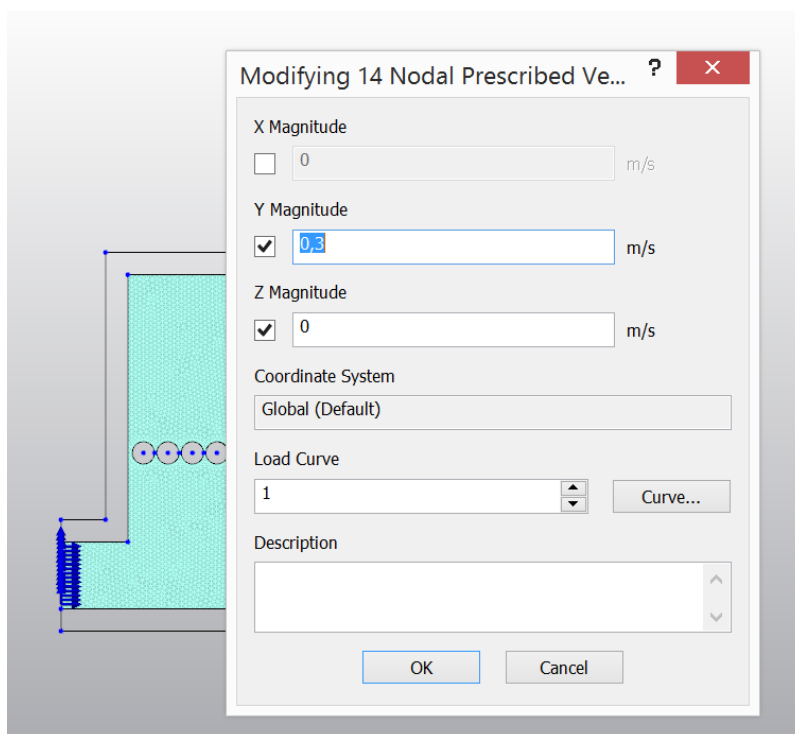 Modifying 14 Nodal Prescribed Ve... ?
X Magnitude
0 m/s
Y Magnitude
0,3 m/s
Z Magnitude
0 m/s
Coordinate System
Global (Default)
Load Curve
1 Curve...
Description
OK Cancel